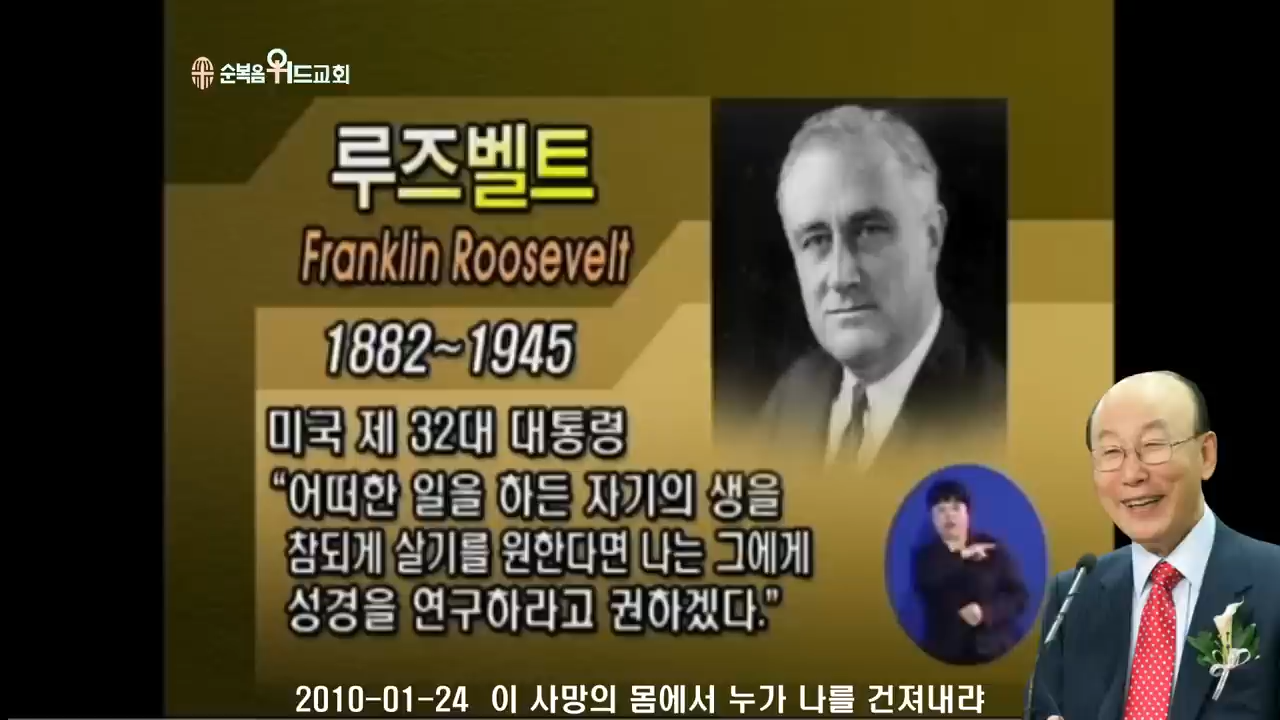 순복음워드교회
루즈벨트
Franklin Roosevelt
1882~1945
미국 제 32대 대통령
“어떠한 일을 하든 자기의 생을
참되게 살기를 원한다면 나는 그에게
성경을 연구하라고 권하겠다.”
2010-01-24 이 사망의 몸에서 누가 나를 건져내랴